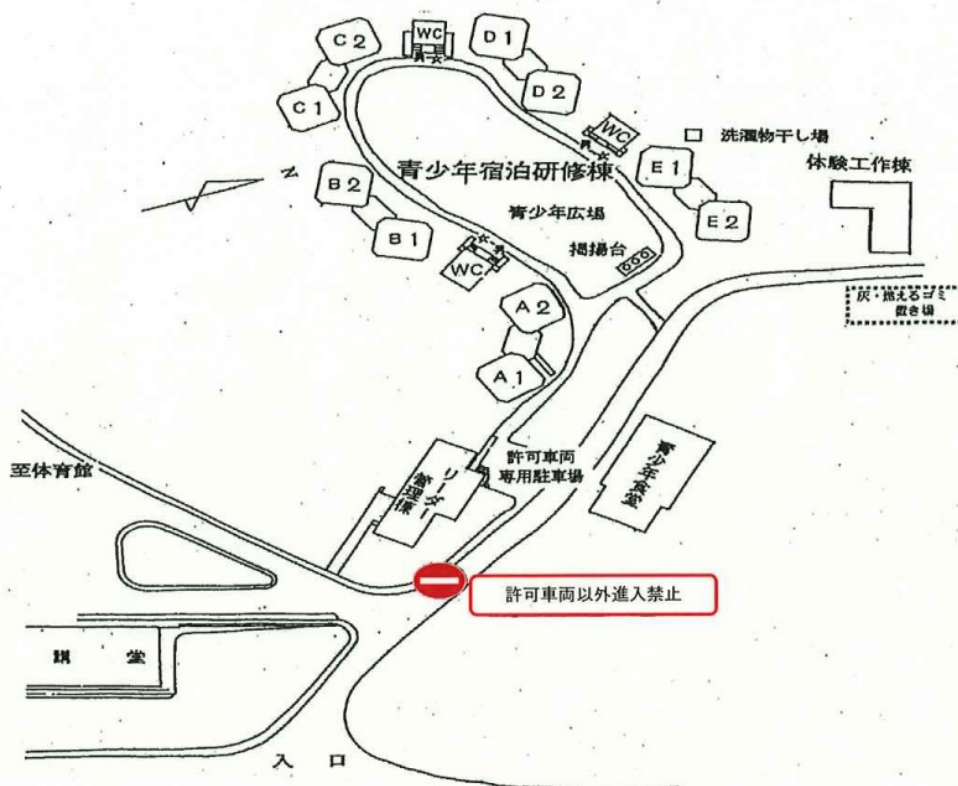 C2
WC
D1
C1
D2
WC
洗濯物干し場
体験工作棟
青少年宿泊研修棟
E1
E2
N
B2
青少年広場
B1
掲揚台
WC
灰・燃えるゴミ
置き場
A2
A1
至体育館
リーダー
管理棟
許可車両
専用駐車場
青少年食堂
許可車両以外進入禁止
講堂
入口